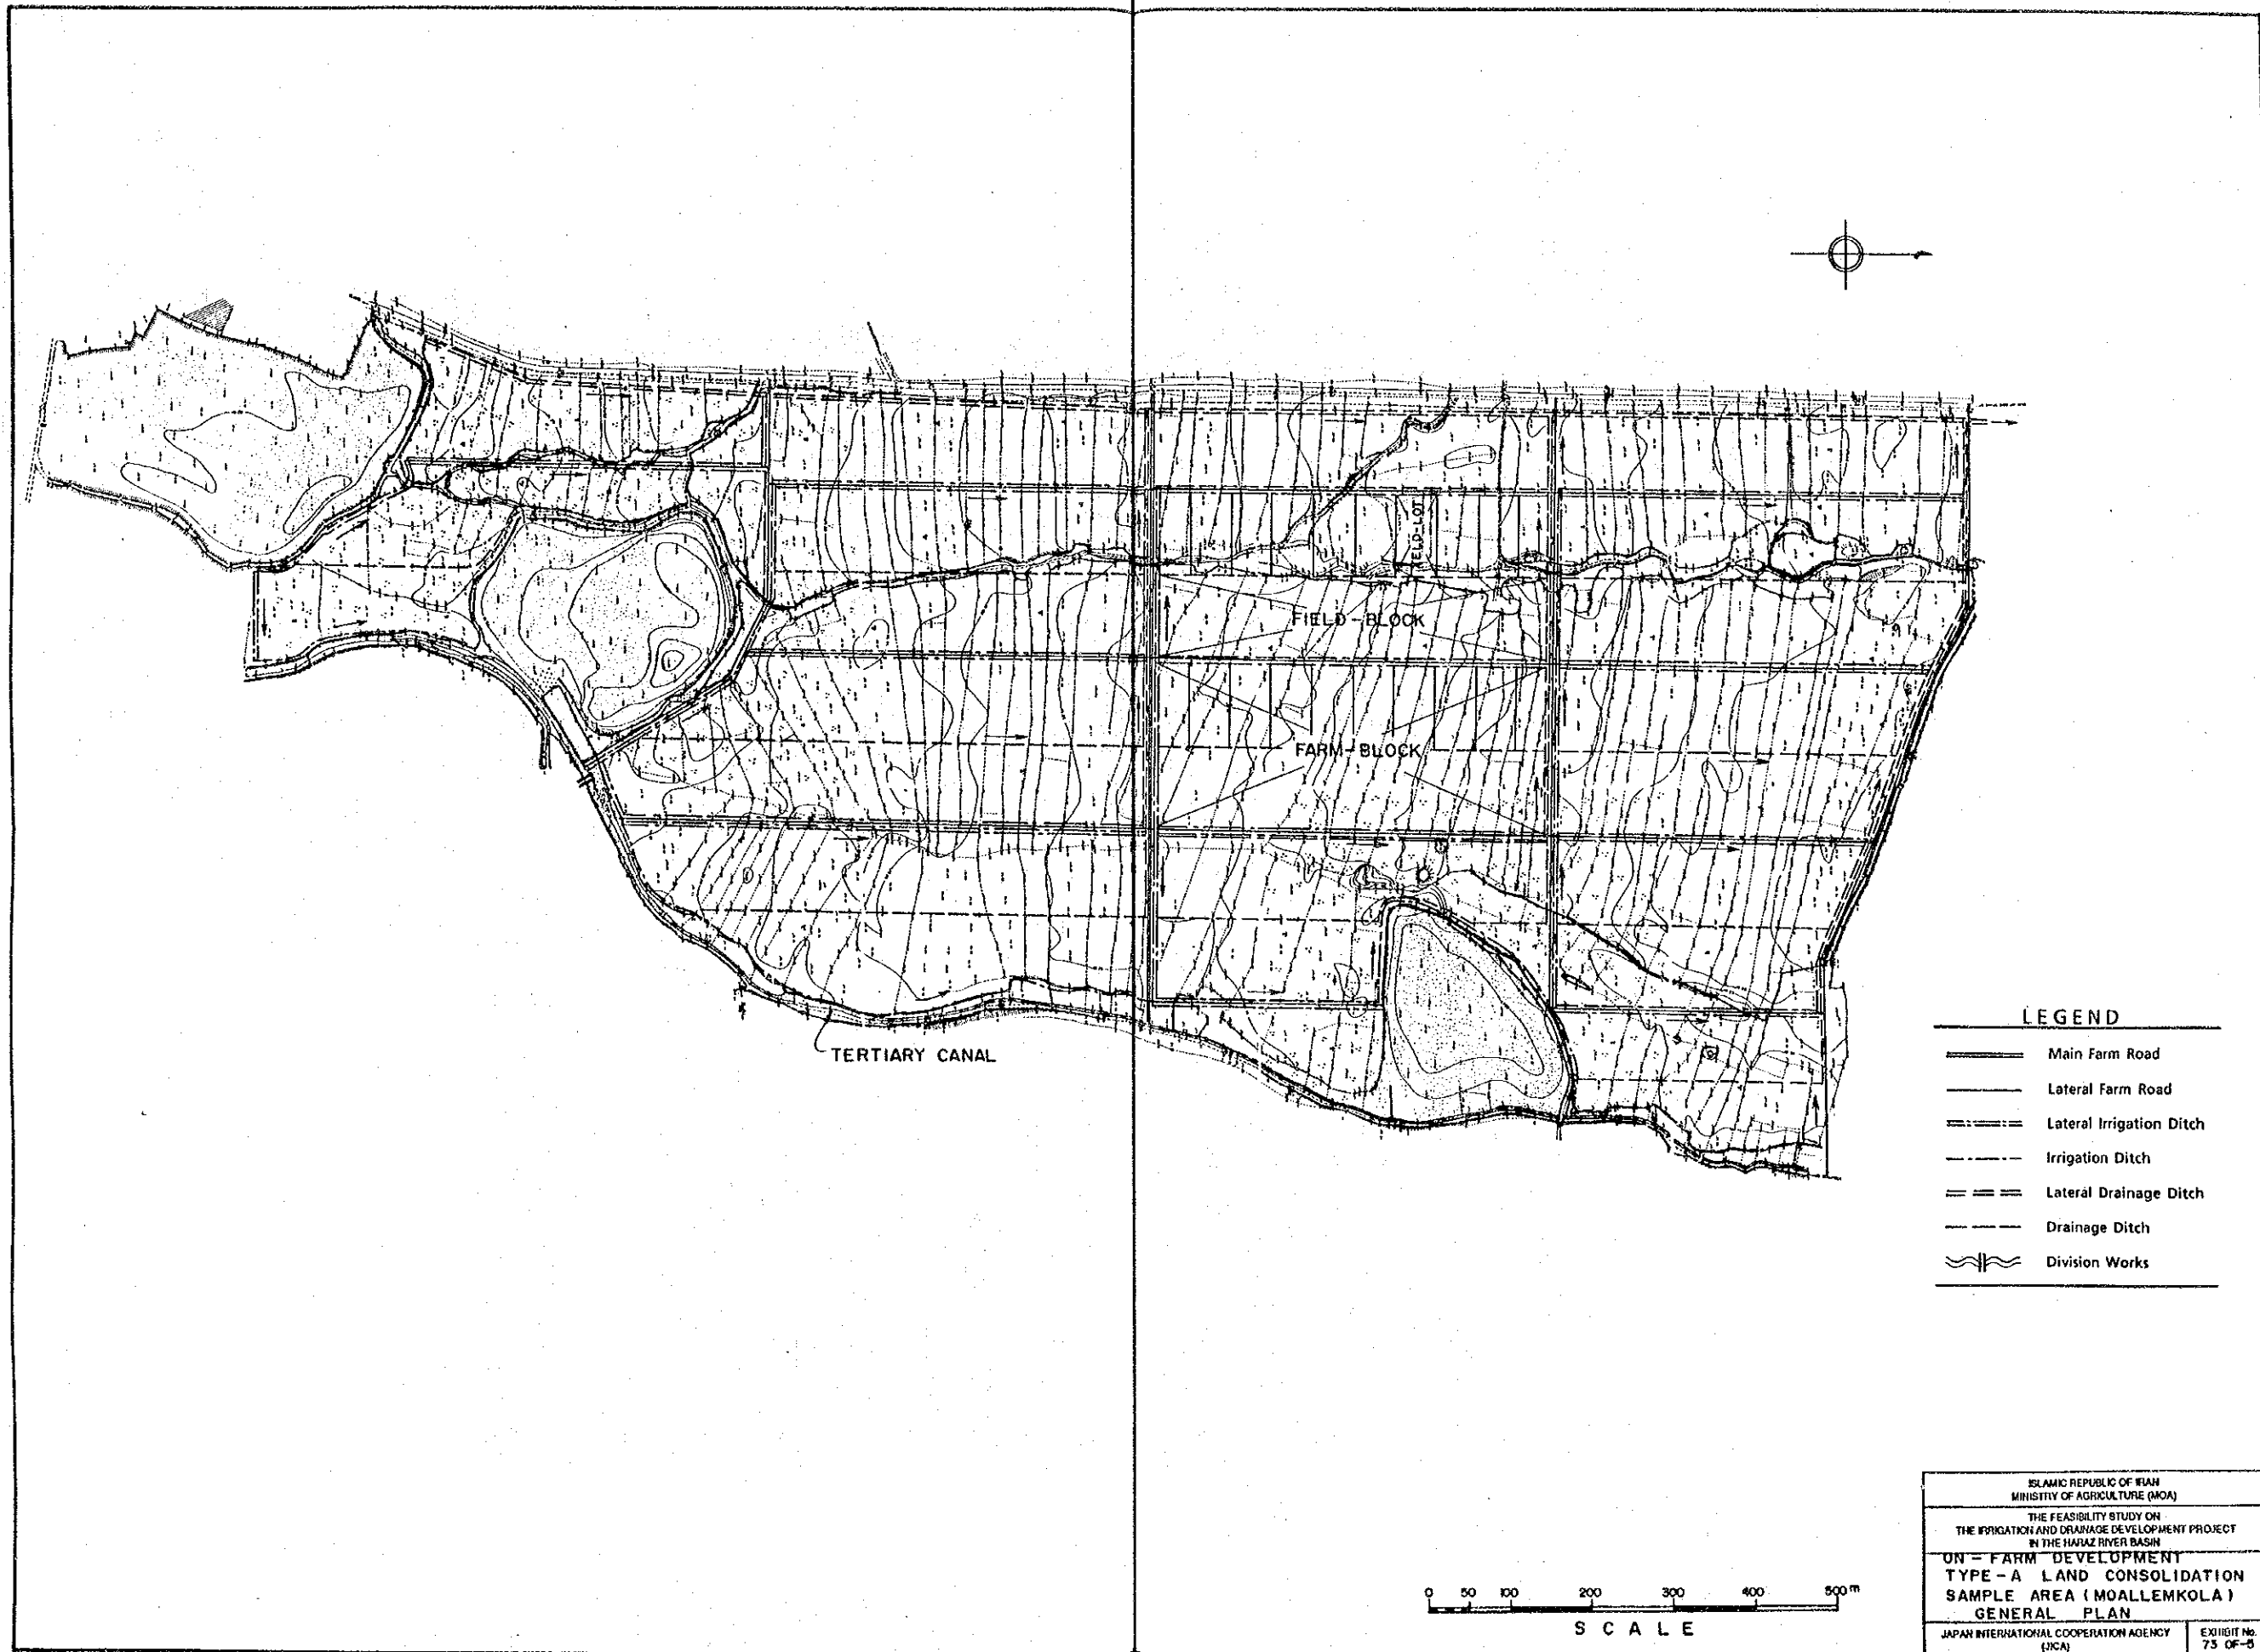 FIELD-LOT
FIELD-BLOCK
FARM-BLOCK
TERTIARY CANAL
LEGEND
Main Farm Road
Lateral Farm Road
Lateral Irrigation Ditch
Irrigation Ditch
Lateral Drainage Ditch
Drainage Ditch
Division Works
0 50 100 200 300 400 500 m
SCALE
ISLAMIC REPUBLIC OF IRAN
MINISTRY OF AGRICULTURE (MOA)
THE FEASIBILITY STUDY ON
THE IRRIGATION AND DRAINAGE DEVELOPMENT PROJECT
IN THE HARAZ RIVER BASIN
ON-FARM DEVELOPMENT
TYPE-A LAND CONSOLIDATION
SAMPLE AREA (MOALLEMKOLA)
GENERAL PLAN
JAPAN INTERNATIONAL COOPERATION AGENCY
(JICA)
EXHIBIT No.
73 OF-